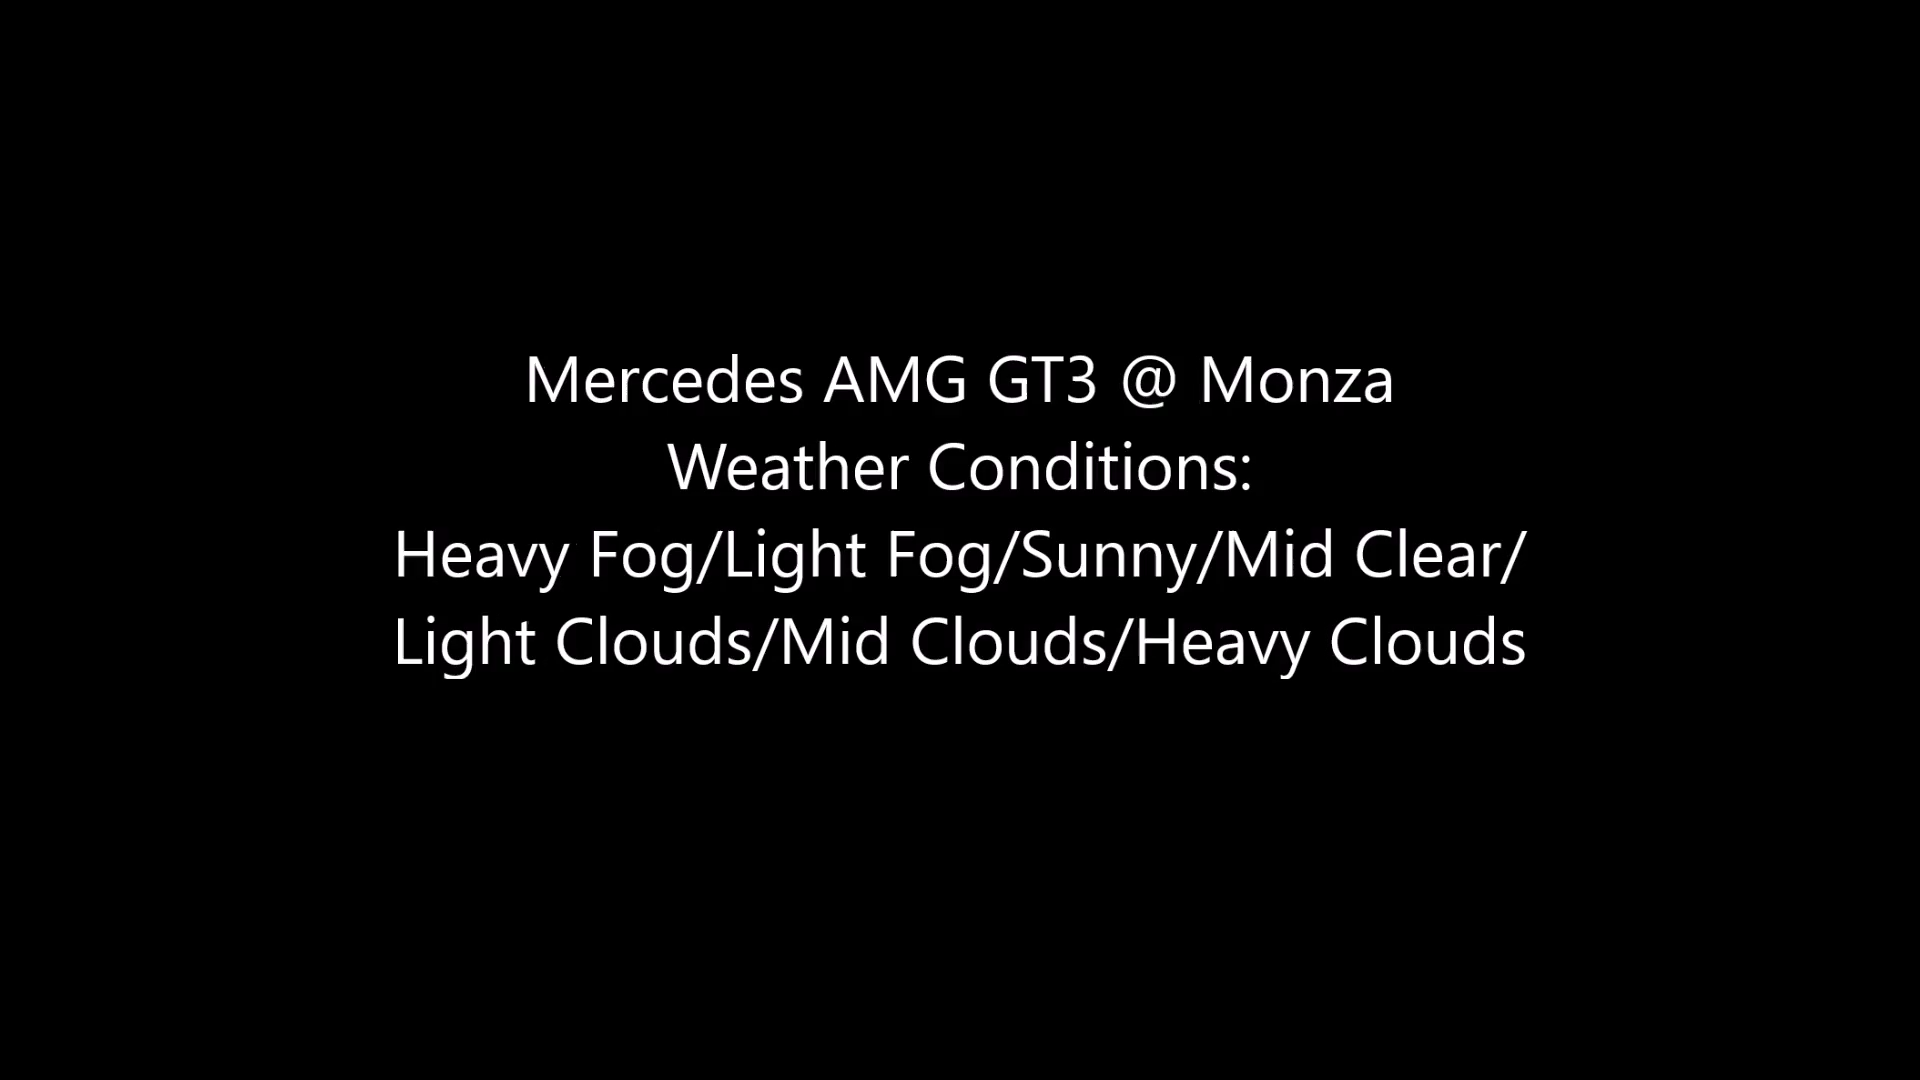 Mercedes AMG GT3 @ Monza
Weather Conditions:
Heavy Fog/Light Fog/Sunny/Mid Clear/
Light Clouds/Mid Clouds/Heavy Clouds